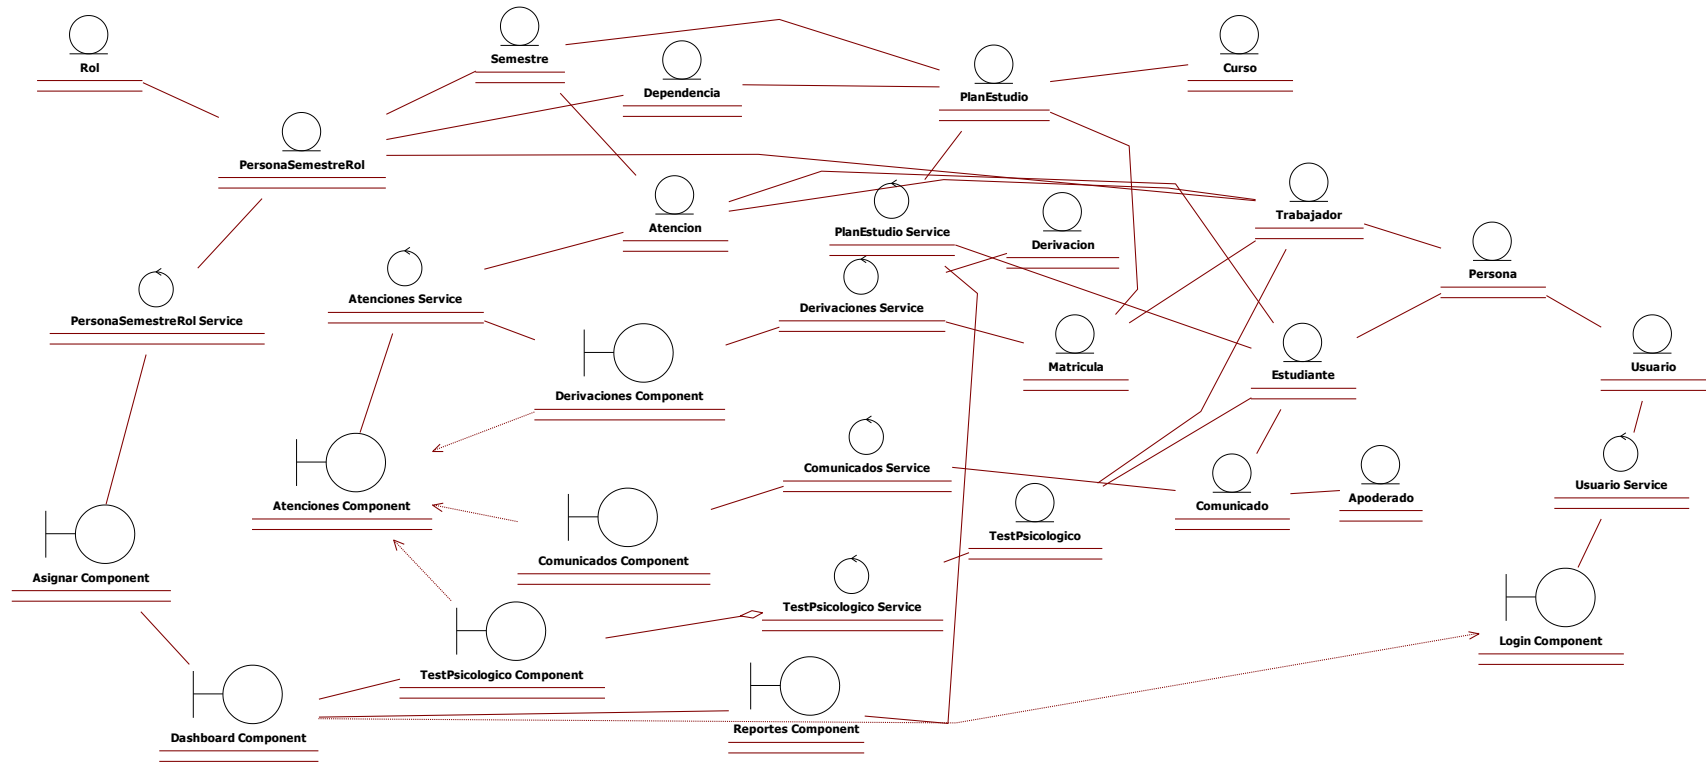 Rol
Semestre
Dependencia
PlanEstudio
Curso
PersonaSemestreRol
Atencion
PlanEstudio Service
Derivacion
Trabajador
Persona
PersonaSemestreRol Service
Atenciones Service
Derivaciones Service
Derivaciones Component
Matricula
Estudiante
Usuario
Atenciones Component
Comunicados Service
Comunicado
Apoderado
Usuario Service
Asignar Component
Comunicados Component
TestPsicologico
TestPsicologico Service
Login Component
TestPsicologico Component
Dashboard Component
Reportes Component